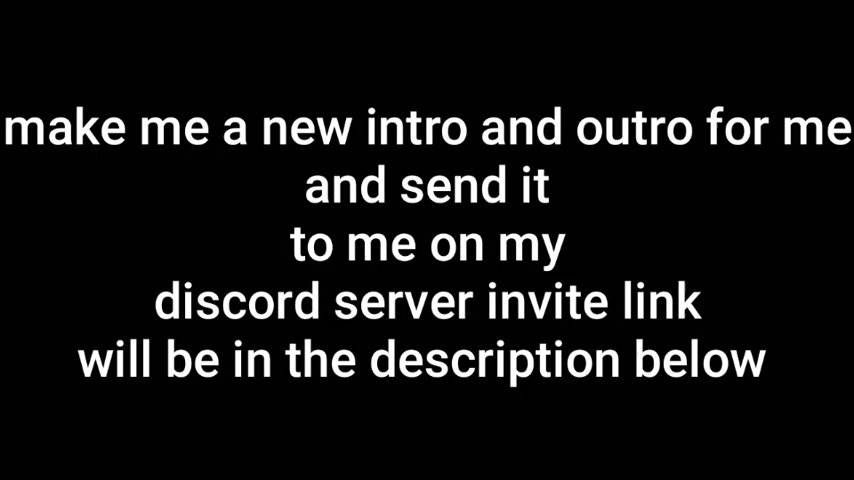 make me a new intro and outro for me
and send it
to me on my
discord server invite link
will be in the description below